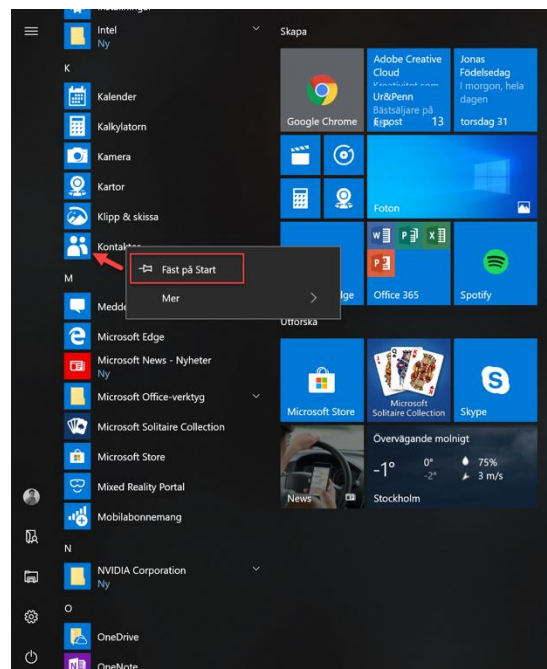 Intel
Ny
K
Kalender
Kalkylatorn
Kamera
Kartor
Klipp & skissa
Kontakter
M
Microsoft Edge
Microsoft News - Nyheter
Ny
Microsoft Office-verktyg
Microsoft Solitaire Collection
Microsoft Store
Mixed Reality Portal
Mobilabonnemang
N
NVIDIA Corporation
Ny
O
OneDrive
OneNote
Fäst på Start
Mer
Skapa
Google Chrome
Adobe Creative
Cloud
Ur&Penn
Bästsäljare på
E-post 13
Jonas
Födelsedag
I morgon, hela
dagen
torsdag 31
Foton
Office 365
Spotify
Utforska
Microsoft Store
Microsoft
Solitaire Collection
Skype
News
Övervägande molnigt
-1°
0°
-2°
75%
3 m/s
Stockholm